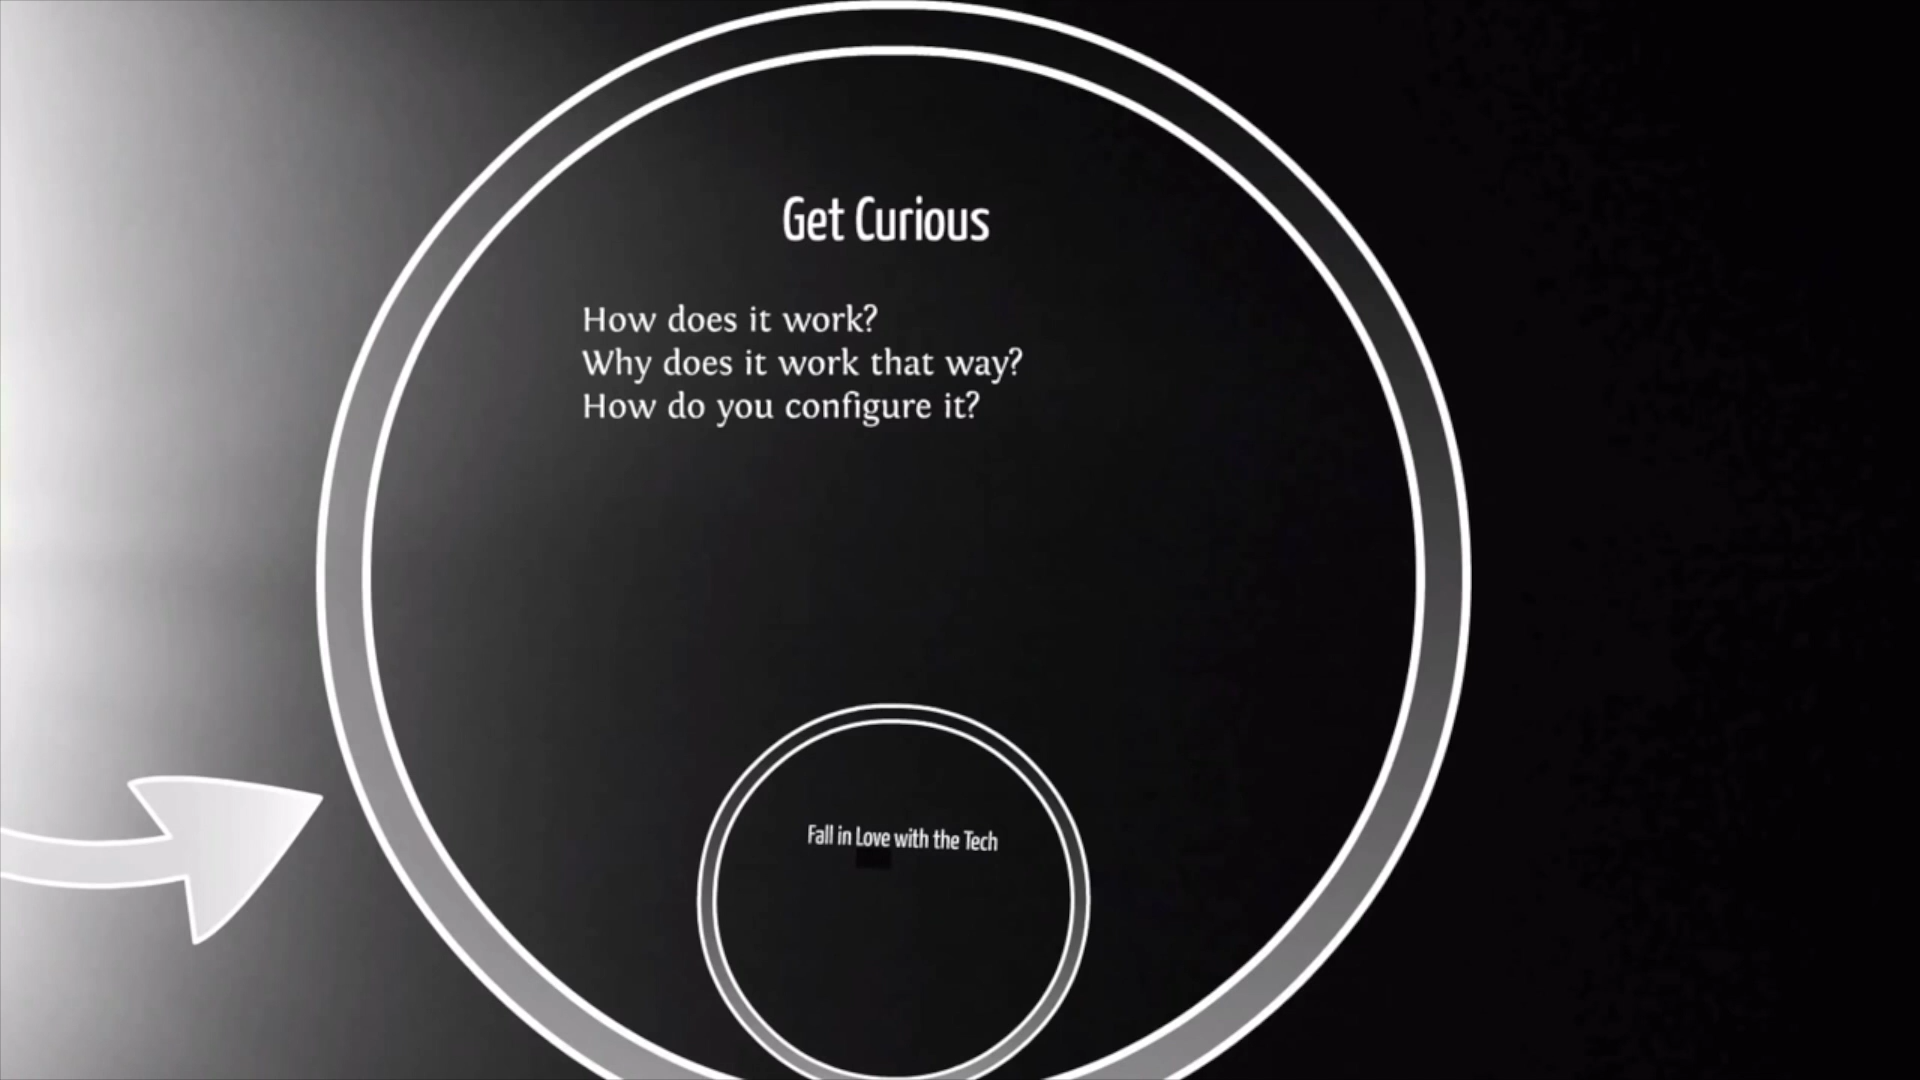 Get Curious
How does it work?
Why does it work that way?
How do you configure it?
Fall in Love with the Tech